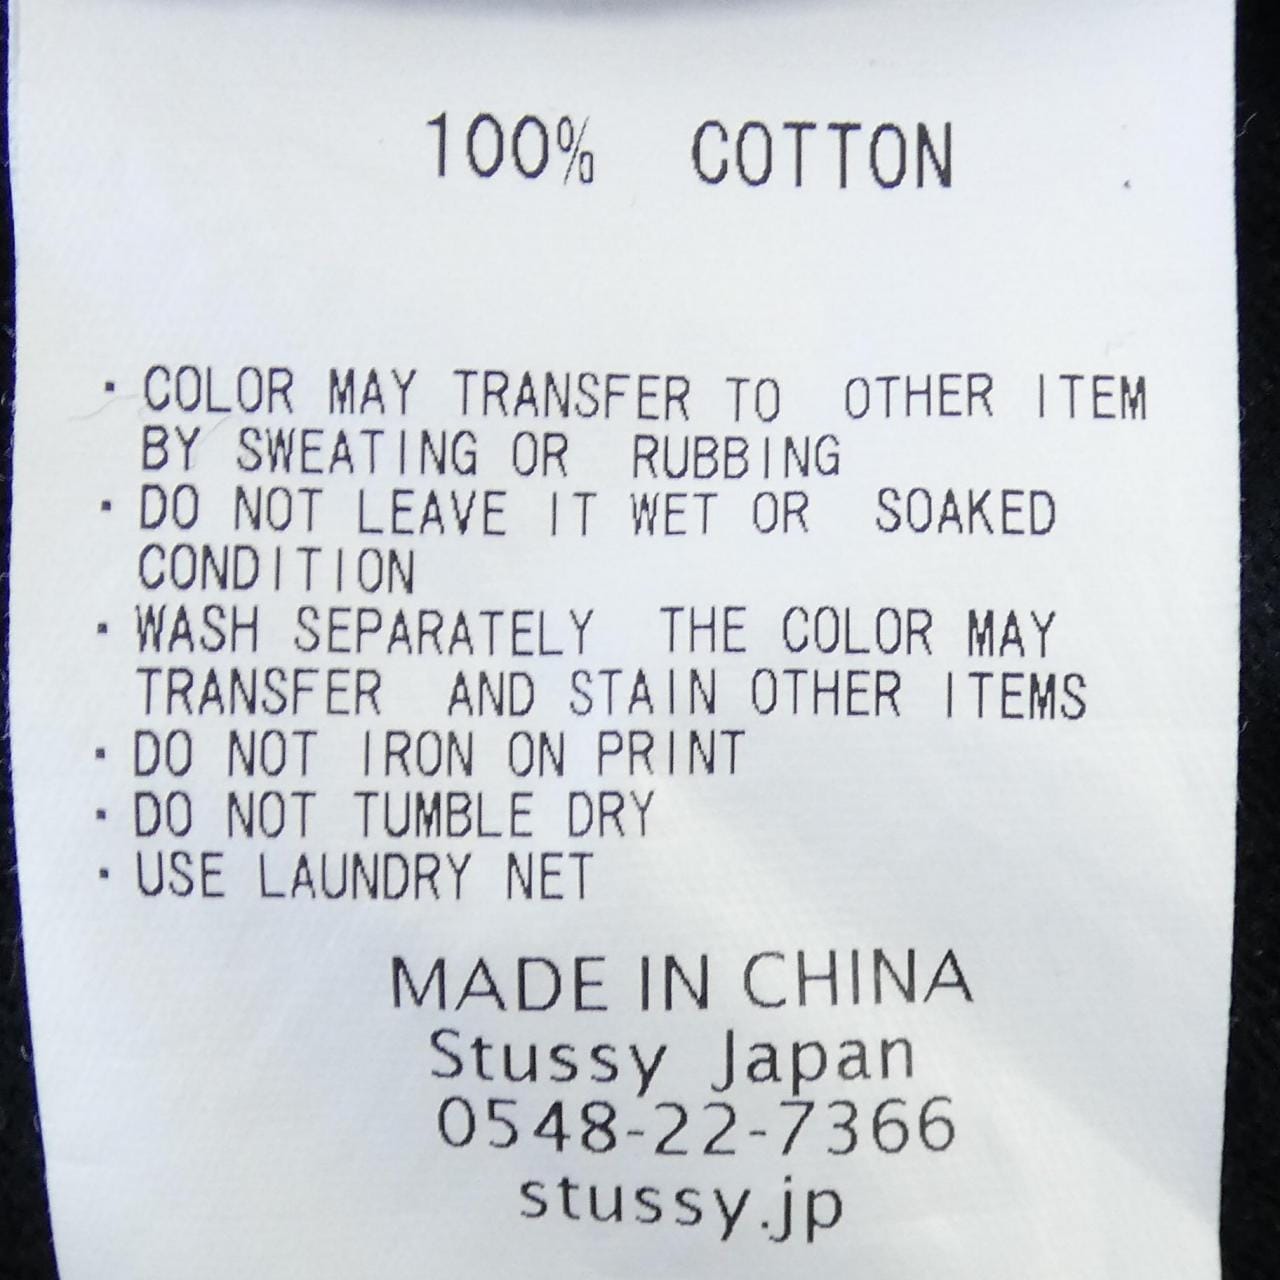 100% COTTON
・COLOR MAY TRANSFER TO OTHER ITEM
BY SWEATING OR RUBBING
・DO NOT LEAVE IT WET OR SOAKED
CONDITION
・WASH SEPARATELY THE COLOR MAY
TRANSFER AND STAIN OTHER ITEMS
・DO NOT IRON ON PRINT
・DO NOT TUMBLE DRY
・USE LAUNDRY NET
MADE IN CHINA
Stussy Japan
0548-22-7366
stussy.jp